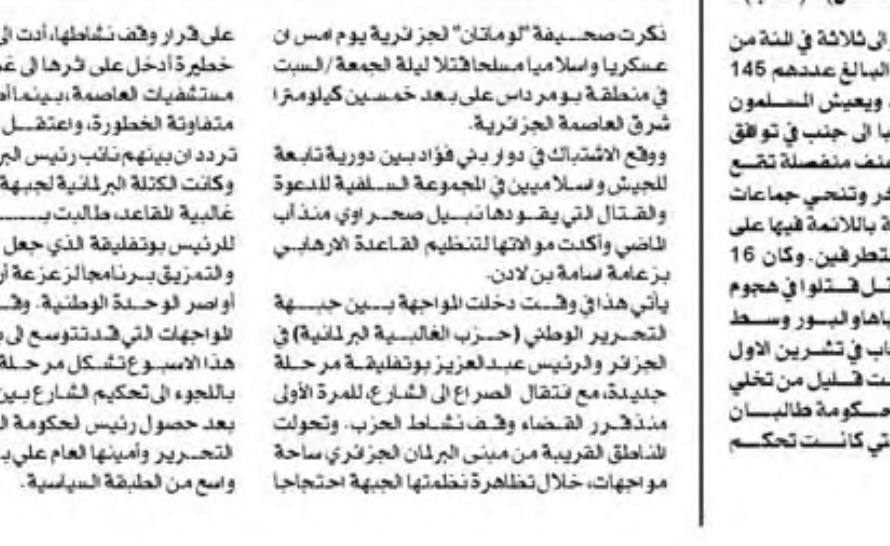 الى ثلاثة في المئة من
البالغ عددهم 145
ويعيش المسلمون
الى جنب في توافق
منفصلة تقع
وتنحي جماعات
باللائمة فيها على
المتطرفين. وكان 16
قتلوا في هجوم
وسط
في تشرين الاول
قليل من تخلي
حكومة طالبان
كانت تحكم
ذكرت صحيفة "لوماتان" الجزائرية يوم امس ان
عسكريا واسلاميا مسلحا قتلا ليلة الجمعة /السبت
في منطقة بومرداس على بعد خمسين كيلومترا
شرق العاصمة الجزائرية.
ووقع الاشتباك في دوار بني فؤاد بين دورية تابعة
للجيش واسلاميين في المجموعة السلفية للدعوة
والقتال التي يقودها نبيل صحراوي منذ آب
الماضي وأكدت موالاتها لتنظيم القاعدة الارهابي
بزعامة اسامة بن لادن.
يأتي هذا في وقت دخلت المواجهة بين جبهة
التحرير الوطني (حزب الغالبية البرلمانية) في
الجزائر والرئيس عبدالعزيز بوتفليقة مرحلة
جديدة، مع انتقال الصراع الى الشارع، للمرة الأولى
منذ قرر القضاء وقف نشاط الحزب. وتحولت
المناطق القريبة من مبنى البرلمان الجزائري ساحة
مواجهات، خلال تظاهرة نظمتها الجبهة احتجاجا
على قرار وقف نشاطها، أدت الى
خطيرة أدخل على اثرها الى
مستشفيات العاصمة، بينما
متفاوتة الخطورة، واعتقل
تردد ان بينهم نائب رئيس
وكانت الكتلة البرلمانية لجبهة
غالبية المقاعد، طالبت
للرئيس بوتفليقة الذي جعل
والتمزيق برنامجا لزعزعة
أواصر الوحدة الوطنية.
المواجهات التي قد تتوسع الى
هذا الاسبوع تشكل مرحلة
باللجوء الى تحكيم الشارع بين
بعد حصول رئيس لحكومة
التحرير وأمينها العام علي
واسع من الطبقة السياسية.